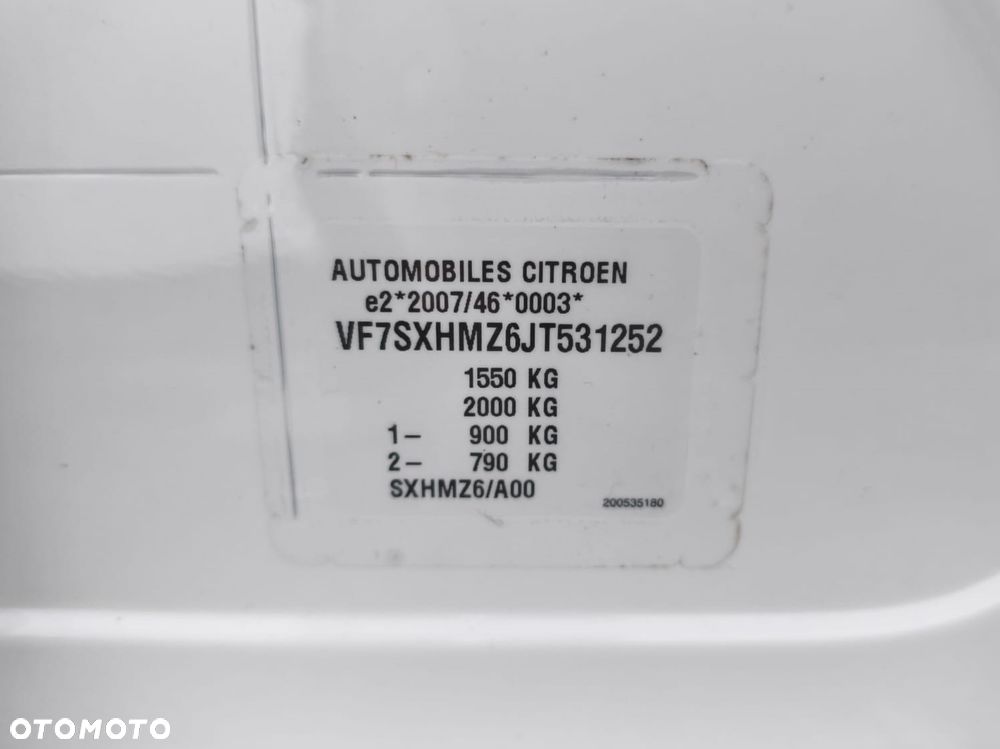 AUTOMOBILES CITROEN
e2*2007/46*0003*
VF7SXHMZ6JT531252
1550 KG
2000 KG
1– 900 KG
2– 790 KG
SXHMZ6/A00
200535180
OTOMOTO